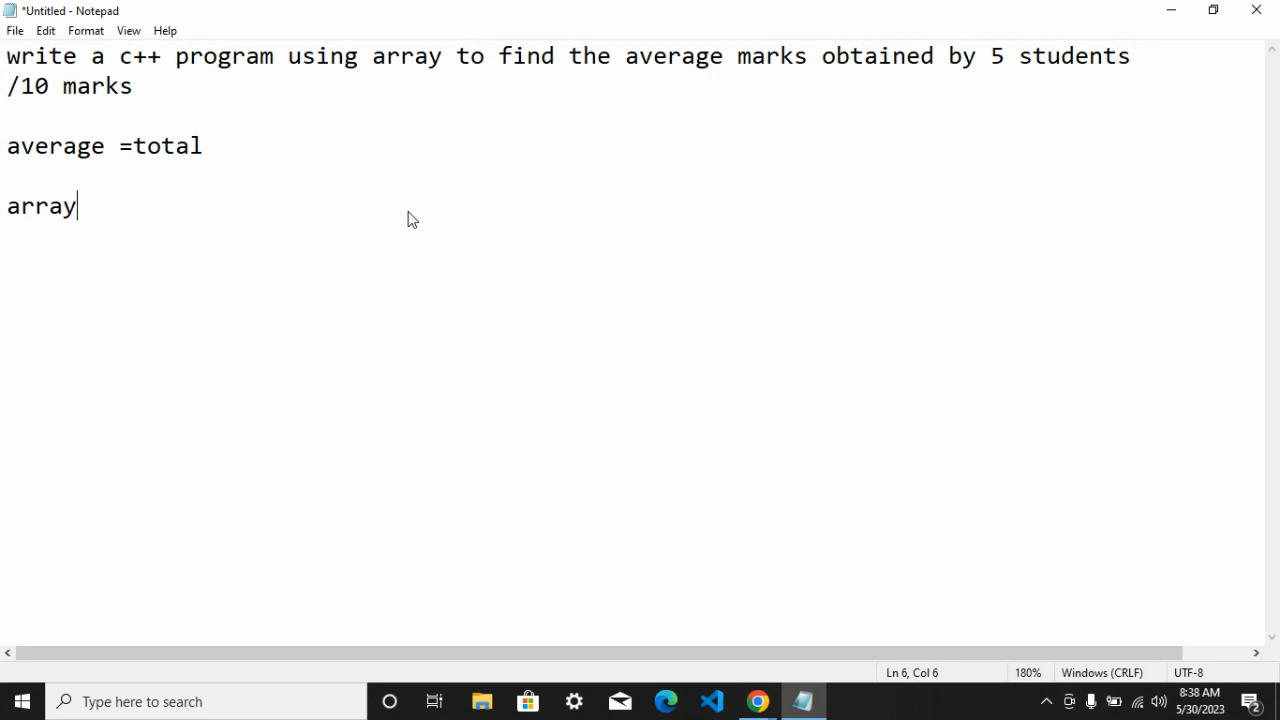 *Untitled - Notepad
File Edit Format View Help
write a c++ program using array to find the average marks obtained by 5 students
/10 marks
average =total
array
Ln 6, Col 6 180% Windows (CRLF) UTF-8
Type here to search
8:38 AM
5/30/2023
2